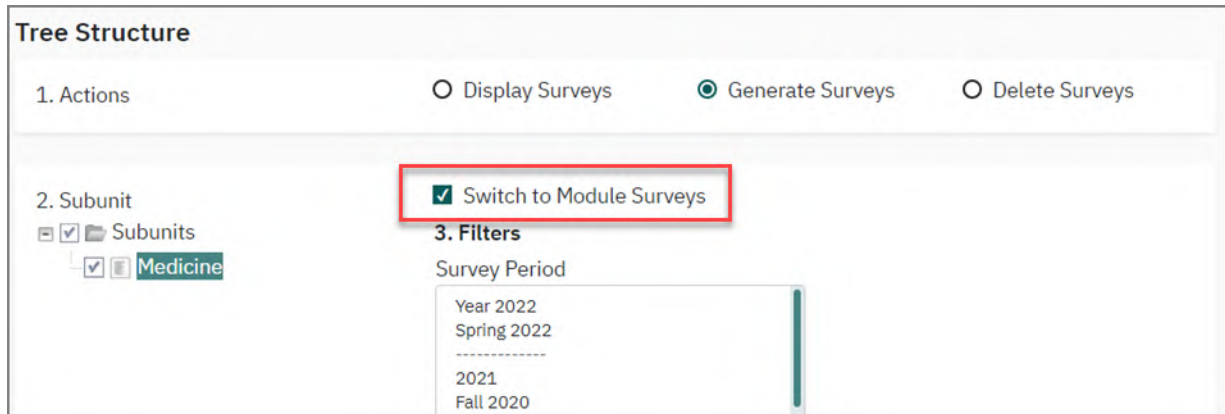 Tree Structure
1. Actions
Display Surveys
Generate Surveys
Delete Surveys
2. Subunit
Subunits
Medicine
Switch to Module Surveys
3. Filters
Survey Period
Year 2022
Spring 2022
-------------
2021
Fall 2020